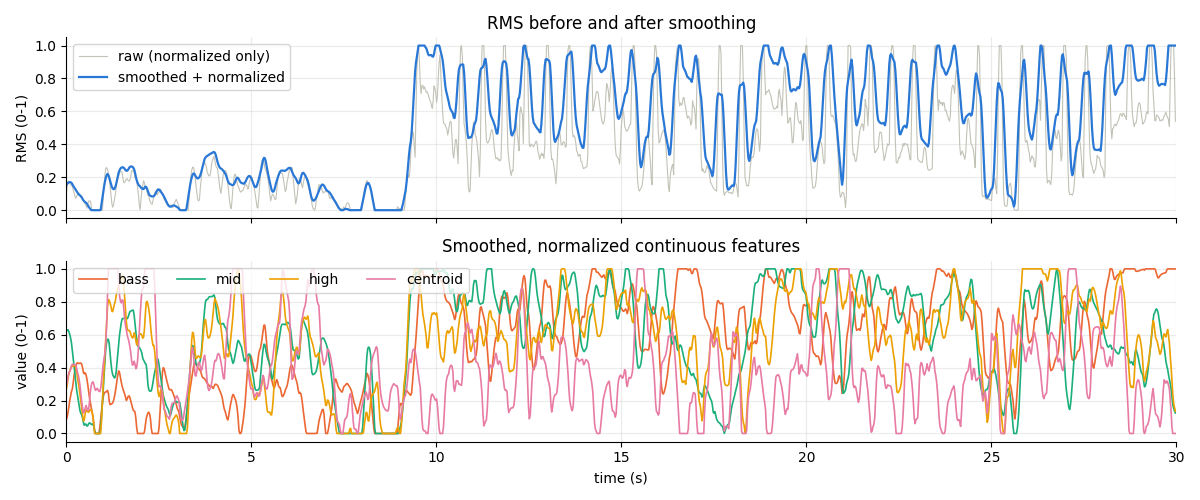 RMS before and after smoothing
1.0
0.8
0.6
0.4
0.2
0.0
RMS (0-1)
raw (normalized only)
smoothed + normalized
Smoothed, normalized continuous features
1.0
0.8
0.6
0.4
0.2
0.0
value (0-1)
bass mid high centroid
0 5 10 15 20 25 30
time (s)